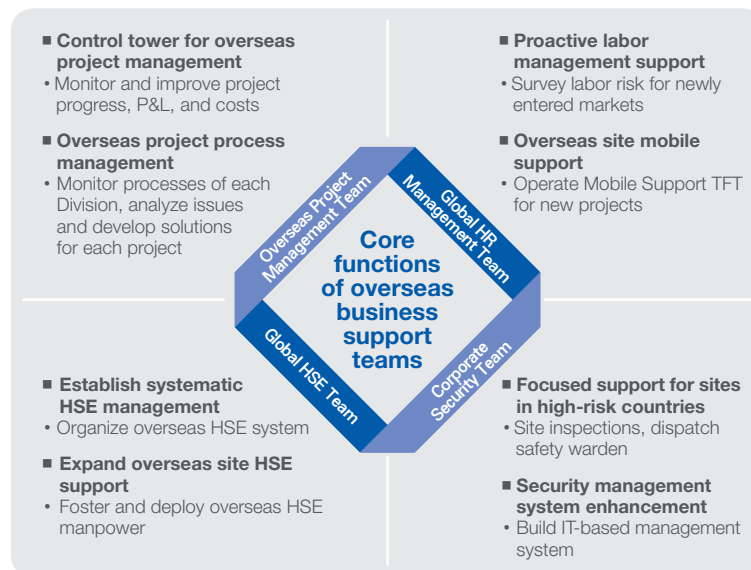 ■ Control tower for overseas
project management
• Monitor and improve project
progress, P&L, and costs
■ Overseas project process
management
• Monitor processes of each
Division, analyze issues
and develop solutions
for each project
■ Proactive labor
management support
• Survey labor risk for newly
entered markets
■ Overseas site mobile
support
• Operate Mobile Support TFT
for new projects
Overseas Project
Management Team
Global HR
Management Team
Core
functions
of overseas
business
support
teams
Global HSE Team
Corporate
Security Team
■ Establish systematic
HSE management
• Organize overseas HSE system
■ Expand overseas site HSE
support
• Foster and deploy overseas HSE
manpower
■ Focused support for sites
in high-risk countries
• Site inspections, dispatch
safety warden
■ Security management
system enhancement
• Build IT-based management
system